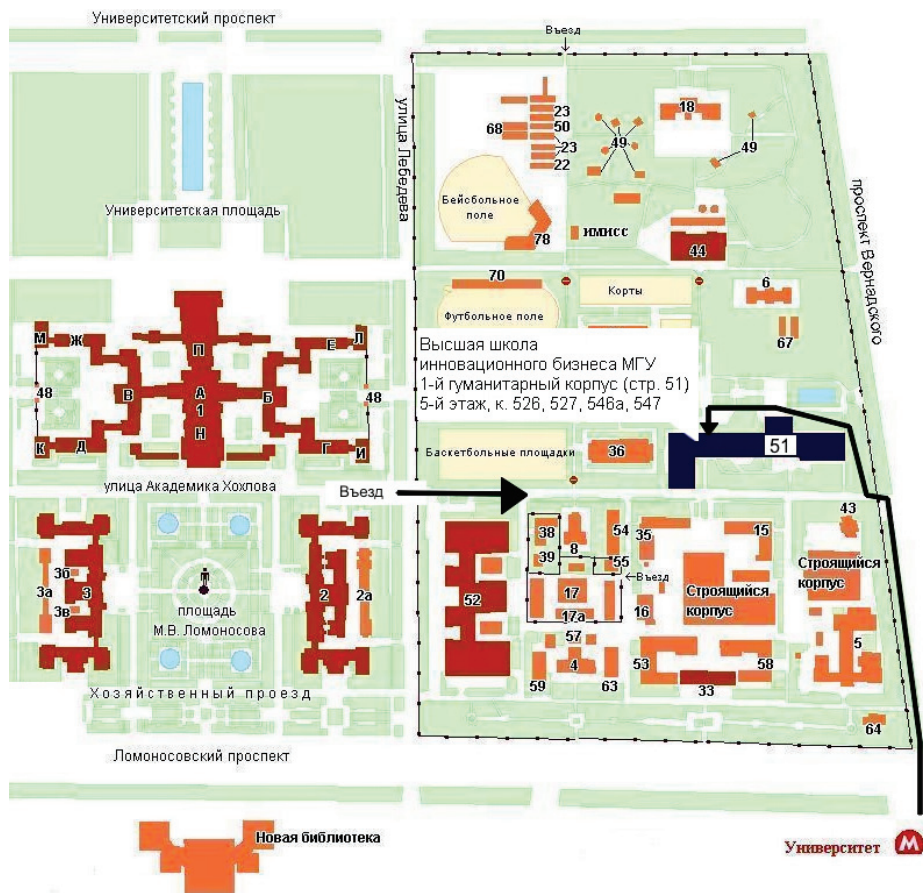 Университетский проспект
Въезд
улица Лебедева
проспект Вернадского
23
50
68
23
22
49
18
49
Университетская площадь
Бейсбольное
поле
78
имисс
44
70
Футбольное поле
Корты
6
67
Высшая школа
инновационного бизнеса МГУ
1-й гуманитарный корпус (стр. 51)
5-й этаж, к. 526, 527, 546а, 547
М
Ж
П
Е
Л
48
В
А
1
Б
48
Н
К
Д
Г
И
Баскетбольные площадки
36
51
улица Академика Хохлова
Въезд
38
39
8
54
55
35
15
43
Въезд
Строящийся
корпус
Строящийся
корпус
3а
3б
3
3в
площадь
М.В. Ломоносова
2
2а
52
17
17а
16
57
4
59
63
53
58
33
5
64
Хозяйственный проезд
Ломоносовский проспект
Новая библиотека
Университет М